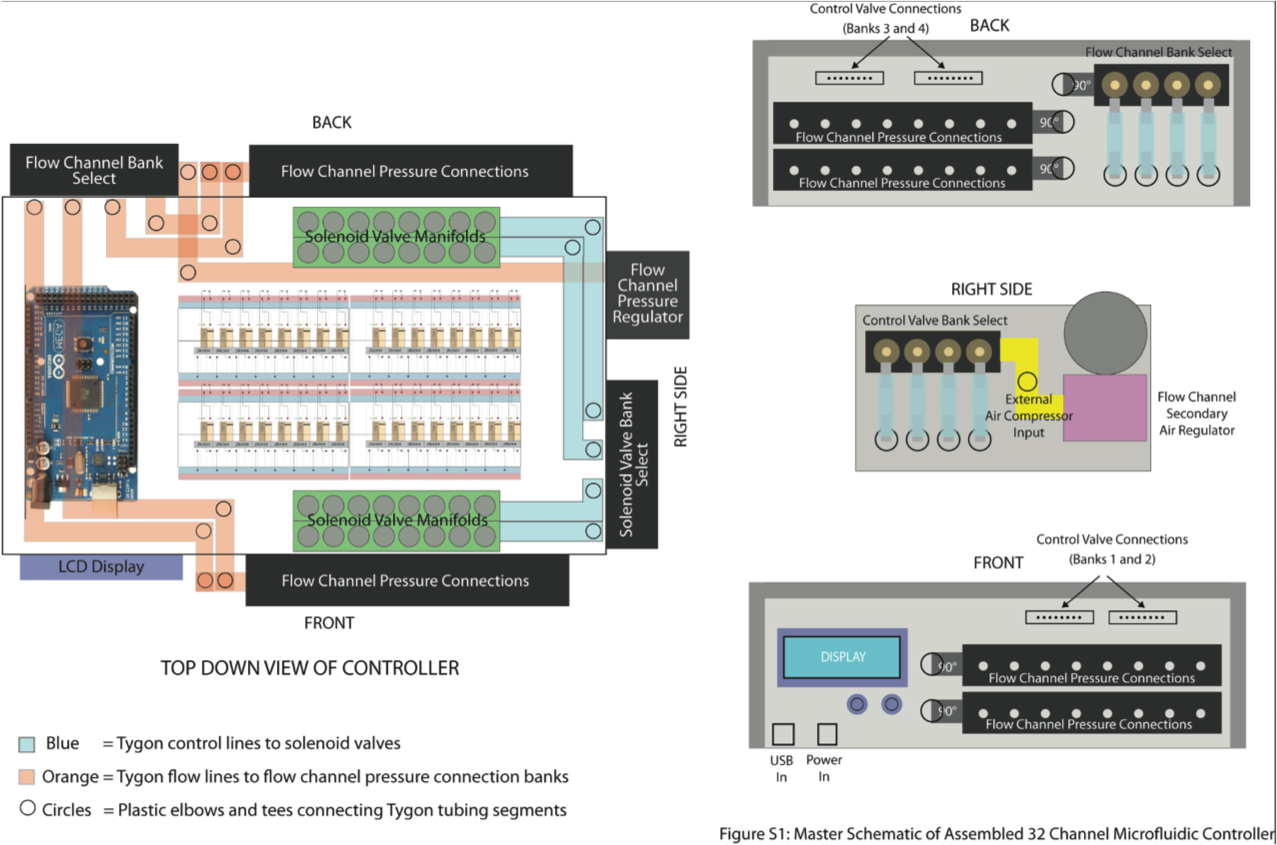 BACK
Flow Channel Bank
Select
Flow Channel Pressure Connections
Solenoid Valve Manifolds
Flow
Channel
Pressure
Regulator
RIGHT SIDE
Solenoid Valve Bank
Select
Solenoid Valve Manifolds
LCD Display
Flow Channel Pressure Connections
FRONT
TOP DOWN VIEW OF CONTROLLER
Blue = Tygon control lines to solenoid valves
Orange = Tygon flow lines to flow channel pressure connection banks
Circles = Plastic elbows and tees connecting Tygon tubing segments
Control Valve Connections
(Banks 3 and 4)
BACK
Flow Channel Bank Select
90°
90°
Flow Channel Pressure Connections
90°
Flow Channel Pressure Connections
RIGHT SIDE
Control Valve Bank Select
External
Air Compressor
Input
Flow Channel
Secondary
Air Regulator
Control Valve Connections
(Banks 1 and 2)
FRONT
DISPLAY
90°
Flow Channel Pressure Connections
90°
Flow Channel Pressure Connections
USB
In
Power
In
Figure S1: Master Schematic of Assembled 32 Channel Microfluidic Controller